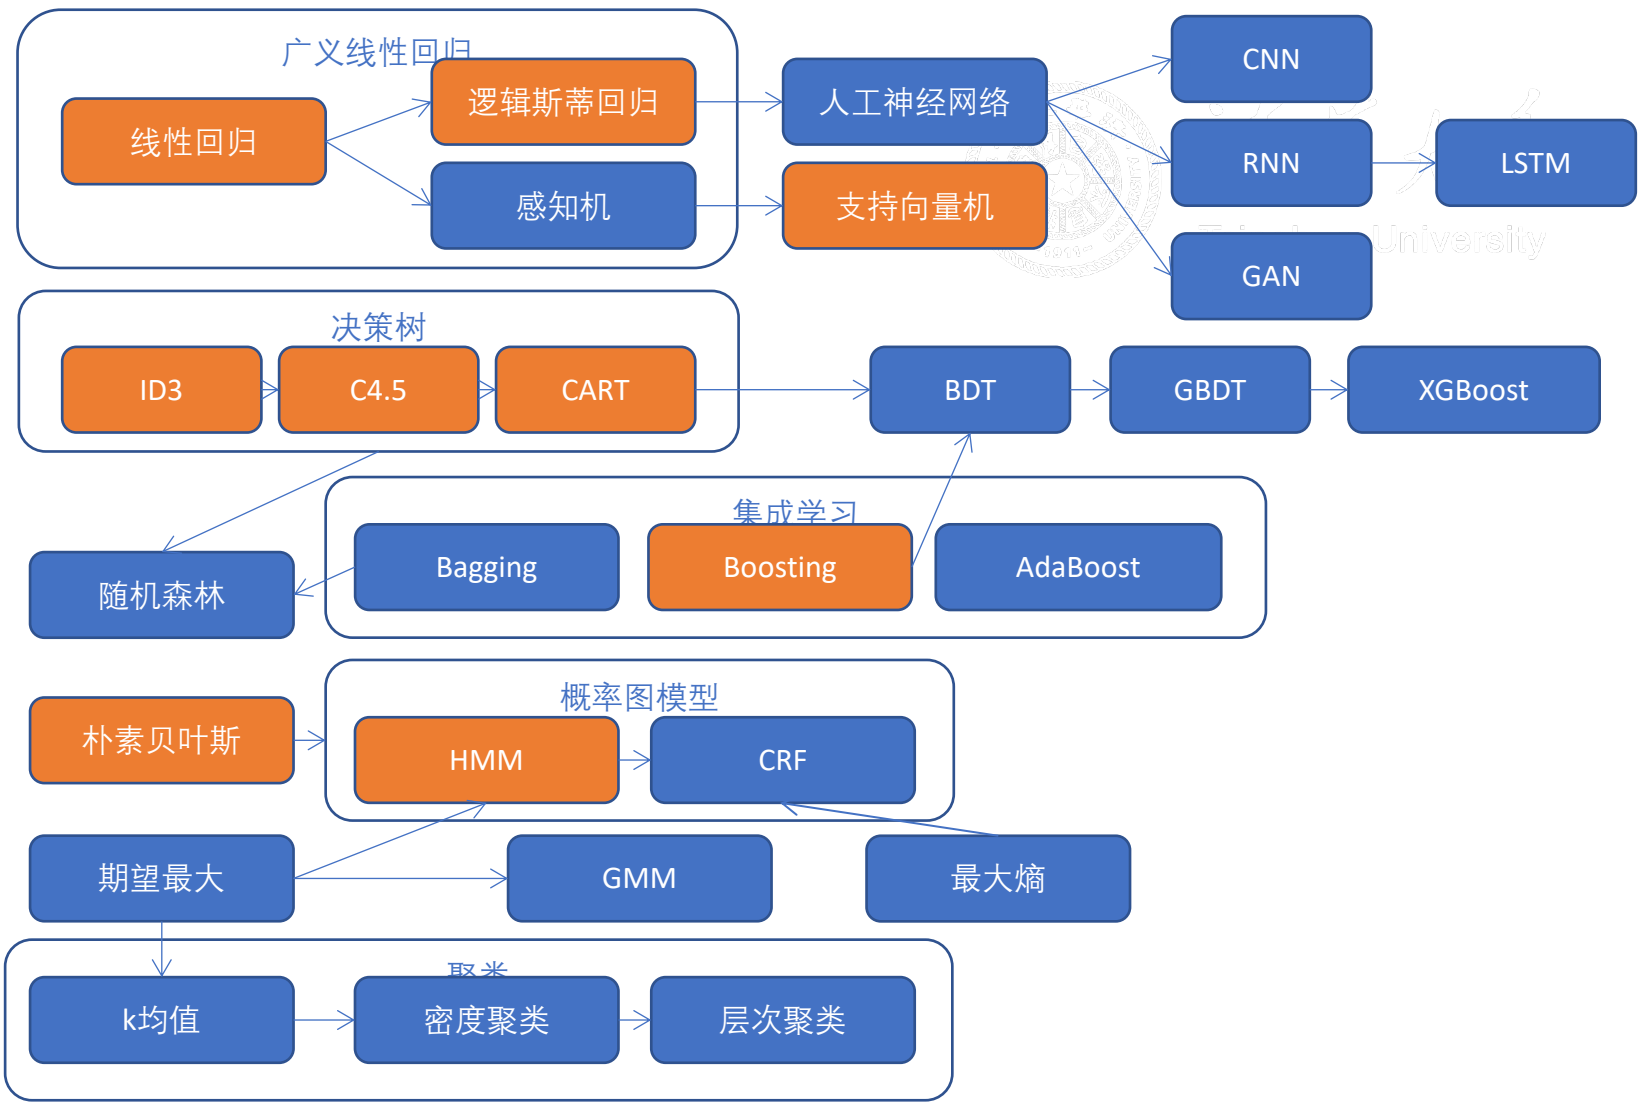 广义线性回归
线性回归
逻辑斯蒂回归
感知机
人工神经网络
支持向量机
CNN
RNN
LSTM
GAN
University
决策树
ID3
C4.5
CART
BDT
GBDT
XGBoost
集成学习
Bagging
Boosting
AdaBoost
随机森林
朴素贝叶斯
概率图模型
HMM
CRF
期望最大
GMM
最大熵
聚类
k均值
密度聚类
层次聚类